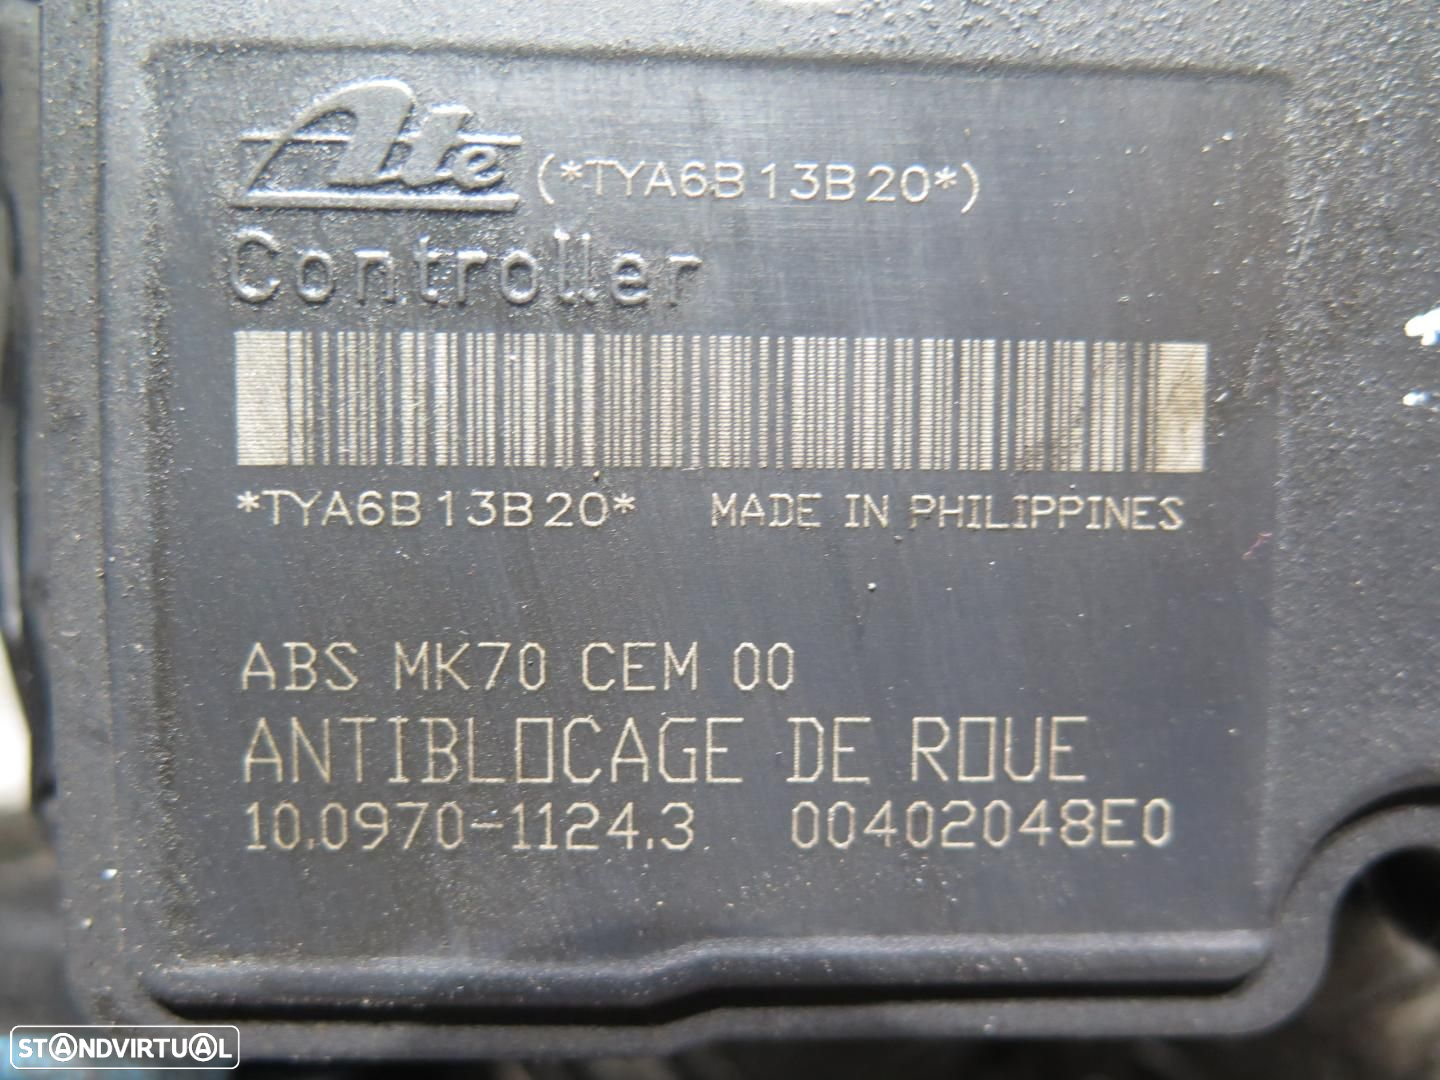 Ate (*TYA6B13B20*)
Controller
*TYA6B13B20* MADE IN PHILIPPINES
ABS MK70 CEM 00
ANTIBLOCAGE DE ROUE
10.0970-1124.3 00402048E0
STANDVIRTUAL